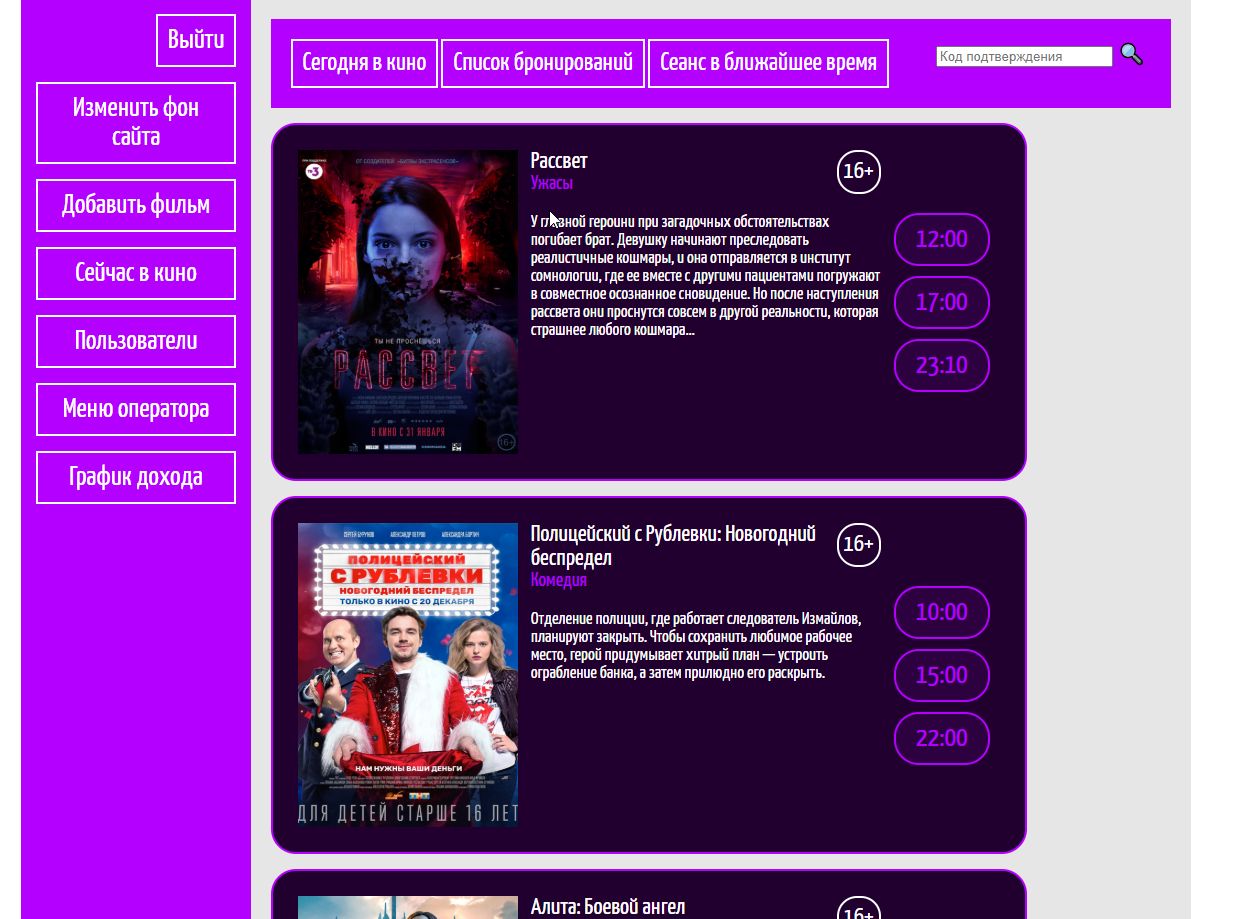 Выйти
Изменить фон
сайта
Добавить фильм
Сейчас в кино
Пользователи
Меню оператора
График дохода
Сегодня в кино
Список бронирований
Сеанс в ближайшее время
Код подтверждения
ОТ СОЗДАТЕЛЕЙ «БИТВЫ ЭКСТРАСЕНСОВ»
ТВ3
ТЫ НЕ ПРОСНЕШЬСЯ
РАССВЕТ
В КИНО С 31 ЯНВАРЯ
16+
Рассвет
16+
Ужасы
У главной героини при загадочных обстоятельствах
погибает брат. Девушку начинают преследовать
реалистичные кошмары, и она отправляется в институт
сомнологии, где ее вместе с другими пациентами погружают
в совместное осознанное сновидение. Но после наступления
рассвета они проснутся совсем в другой реальности, которая
страшнее любого кошмара...
12:00
17:00
23:10
СЕРГЕЙ БУРУНОВ
АЛЕКСАНДР ПЕТРОВ
АЛЕКСАНДРА БОРТИЧ
ПОЛИЦЕЙСКИЙ
С РУБЛЕВКИ
НОВОГОДНИЙ БЕСПРЕДЕЛ
ТОЛЬКО В КИНО С 20 ДЕКАБРЯ
НАМ НУЖНЫ ВАШИ ДЕНЬГИ
ТНТ
ДЛЯ ДЕТЕЙ СТАРШЕ 16 ЛЕТ
Полицейский с Рублевки: Новогодний
беспредел
16+
Комедия
Отделение полиции, где работает следователь Измайлов,
планируют закрыть. Чтобы сохранить любимое рабочее
место, герой придумывает хитрый план — устроить
ограбление банка, а затем прилюдно его раскрыть.
10:00
15:00
22:00
Алита: Боевой ангел
16+